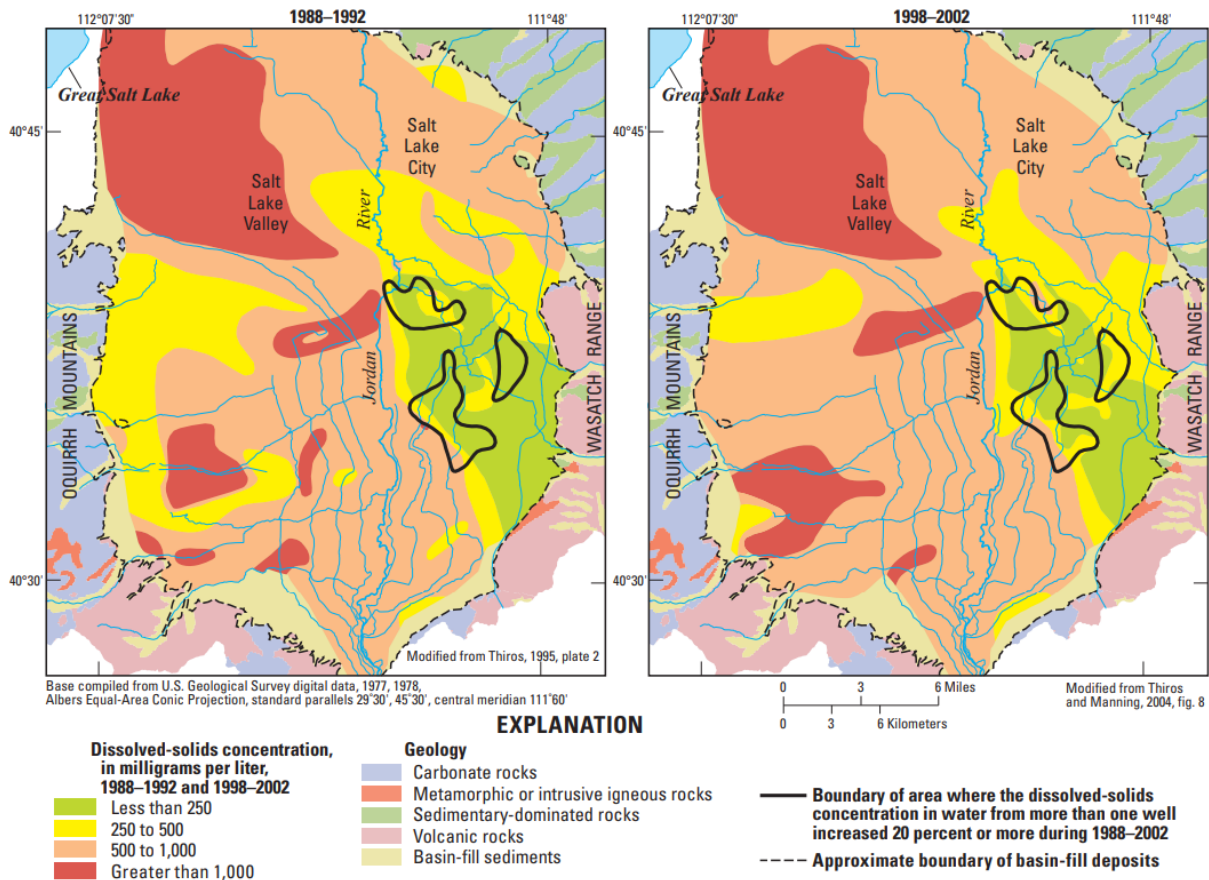 1988–1992
112°07'30"
111°48'
Great Salt Lake
40°45'
Salt
Lake
City
Salt
Lake
Valley
River
OQUIRRH MOUNTAINS
Jordan
WASATCH RANGE
40°30'
Modified from Thiros, 1995, plate 2
1998–2002
112°07'30"
111°48'
Great Salt Lake
40°45'
Salt
Lake
City
Salt
Lake
Valley
River
OQUIRRH MOUNTAINS
Jordan
WASATCH RANGE
40°30'
Base compiled from U.S. Geological Survey digital data, 1977, 1978,
Albers Equal-Area Conic Projection, standard parallels 29°30', 45°30', central meridian 111°60'
0 3 6 Miles
0 3 6 Kilometers
Modified from Thiros
and Manning, 2004, fig. 8
EXPLANATION
Dissolved-solids concentration,
in milligrams per liter,
1988–1992 and 1998–2002
Less than 250
250 to 500
500 to 1,000
Greater than 1,000
Geology
Carbonate rocks
Metamorphic or intrusive igneous rocks
Sedimentary-dominated rocks
Volcanic rocks
Basin-fill sediments
Boundary of area where the dissolved-solids
concentration in water from more than one well
increased 20 percent or more during 1988–2002
Approximate boundary of basin-fill deposits